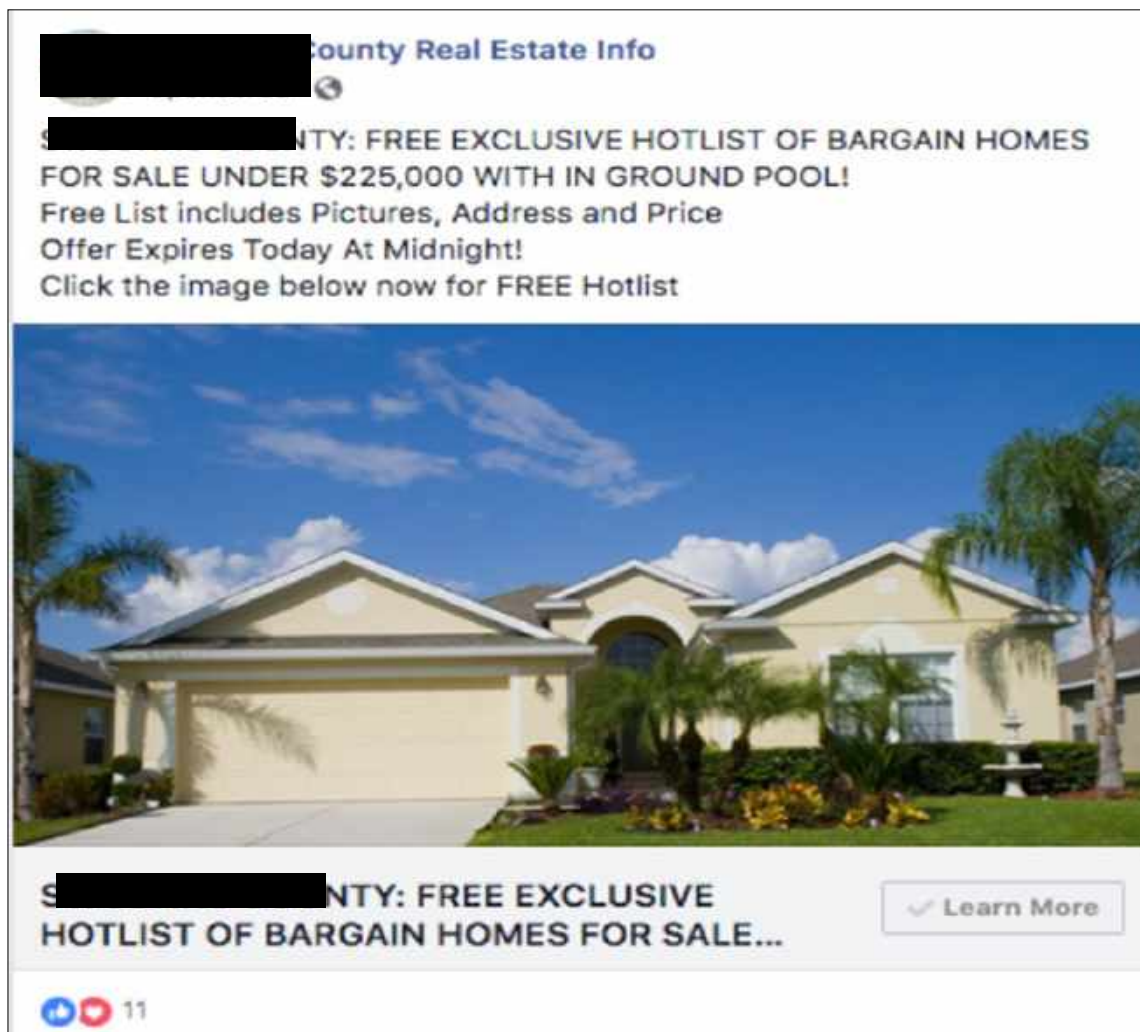 County Real Estate Info
NTY: FREE EXCLUSIVE HOTLIST OF BARGAIN HOMES
FOR SALE UNDER $225,000 WITH IN GROUND POOL!
Free List includes Pictures, Address and Price
Offer Expires Today At Midnight!
Click the image below now for FREE Hotlist
S NTY: FREE EXCLUSIVE
HOTLIST OF BARGAIN HOMES FOR SALE...
Learn More
11